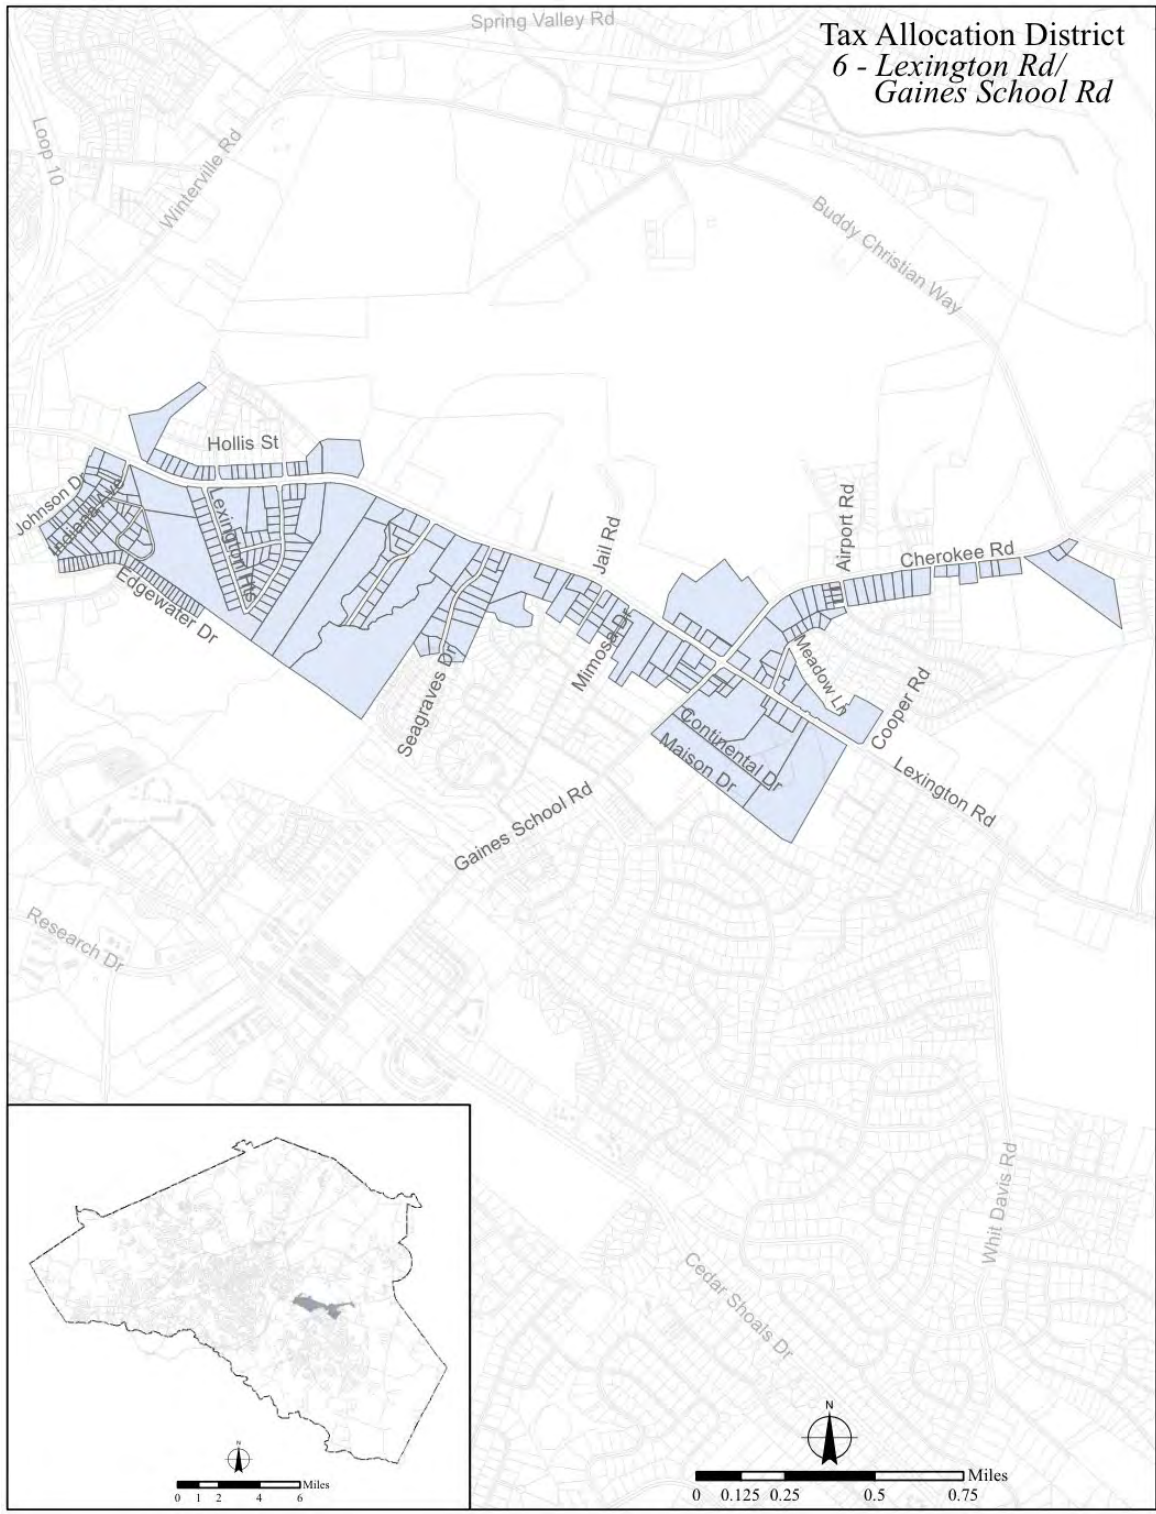 Spring Valley Rd
Tax Allocation District
6 - Lexington Rd/
Gaines School Rd
Loop 10
Winterville Rd
Buddy Christian Way
Hollis St
Johnson Dr
Indiana Ave
Lexington Hts
Edgewater Dr
Jail Rd
Airport Rd
Cherokee Rd
Mimosa Dr
Seagraves Dr
Meadow Ln
Cooper Rd
Continental Dr
Maison Dr
Lexington Rd
Gaines School Rd
Research Dr
Whit Davis Rd
Cedar Shoals Dr
N
Miles
0 1 2 4 6
N
Miles
0 0.125 0.25 0.5 0.75